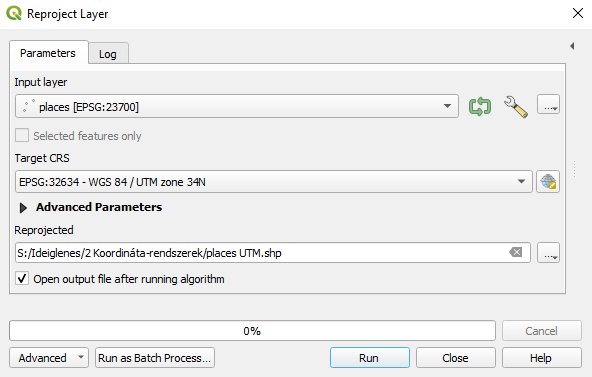 Reproject Layer
Parameters
Log
Input layer
places [EPSG:23700]
...
Selected features only
Target CRS
EPSG:32634 - WGS 84 / UTM zone 34N
Advanced Parameters
Reprojected
S:/Ideiglenes/2 Koordináta-rendszerek/places UTM.shp
...
Open output file after running algorithm
0%
Cancel
Advanced
Run as Batch Process...
Run
Close
Help